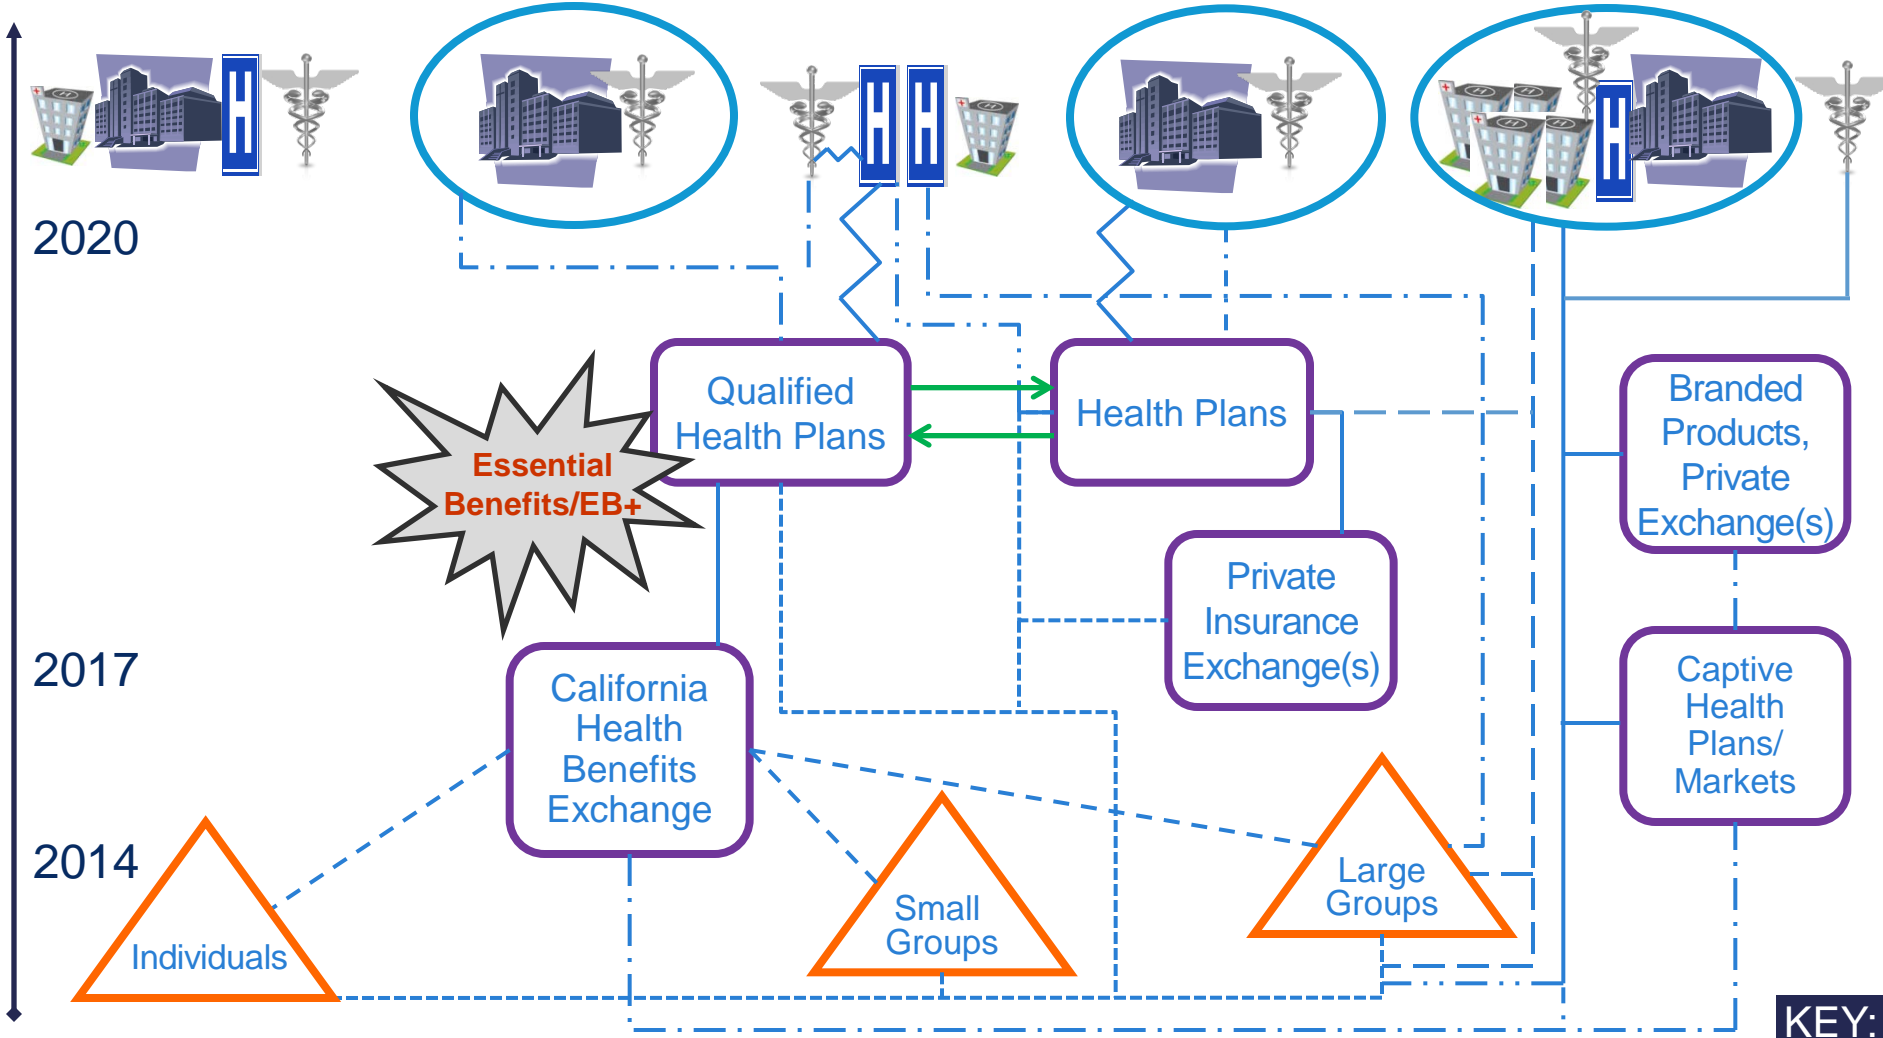 2020
Qualified
Health Plans
Health Plans
Branded
Products,
Private
Exchange(s)
Essential
Benefits/EB+
Private
Insurance
Exchange(s)
2017
California
Health
Benefits
Exchange
Captive
Health
Plans/
Markets
2014
Individuals
Small
Groups
Large
Groups
KEY:
H
H
H
H
H
H
H
H
H